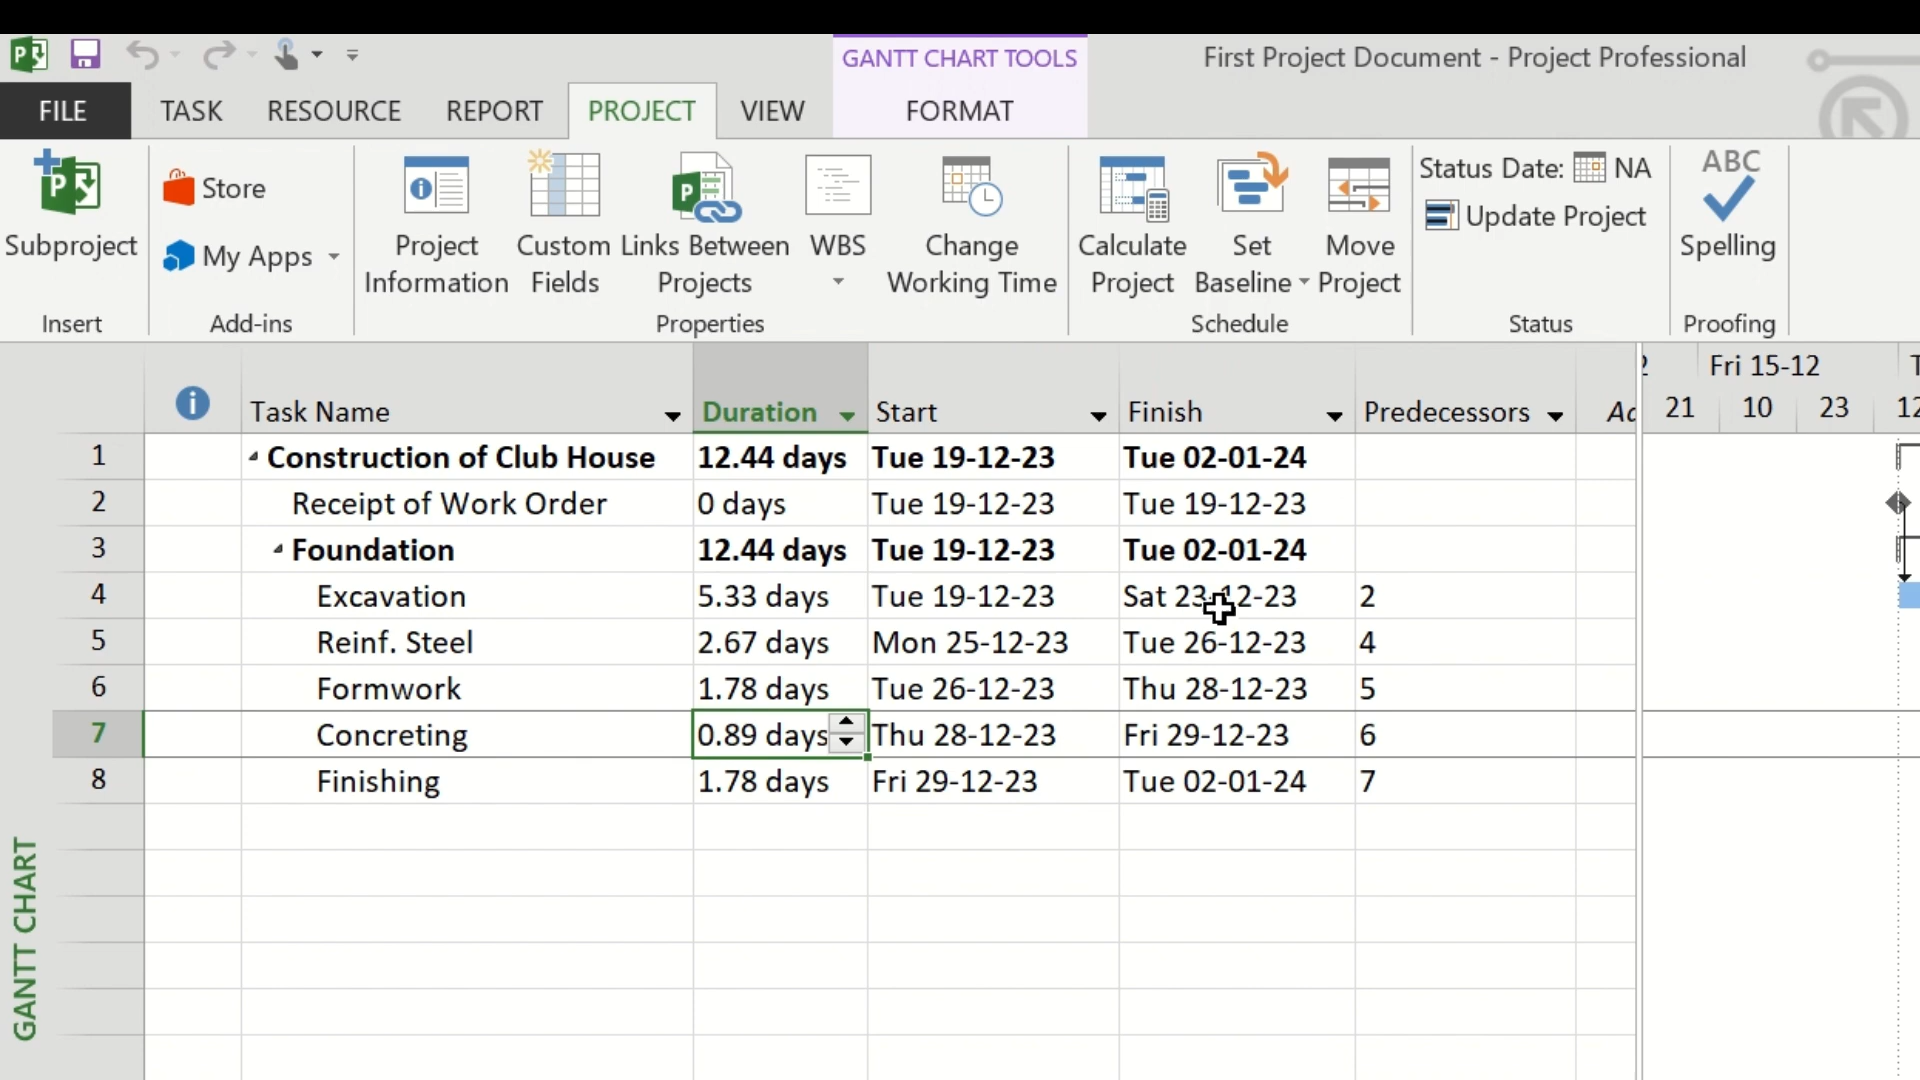 GANTT CHART TOOLS
First Project Document - Project Professional
FILE TASK RESOURCE REPORT PROJECT VIEW FORMAT
Subproject
Insert
Store
My Apps
Add-ins
Project Information
Custom Fields
Links Between Projects
WBS
Change Working Time
Properties
Calculate Project
Set Baseline
Move Project
Schedule
Status Date: NA
Update Project
Status
ABC
Spelling
Proofing
Fri 15-12
Task Name Duration Start Finish Predecessors 21 10 23 12
1 Construction of Club House 12.44 days Tue 19-12-23 Tue 02-01-24
2 Receipt of Work Order 0 days Tue 19-12-23 Tue 19-12-23
3 Foundation 12.44 days Tue 19-12-23 Tue 02-01-24
4 Excavation 5.33 days Tue 19-12-23 Sat 23-12-23 2
5 Reinf. Steel 2.67 days Mon 25-12-23 Tue 26-12-23 4
6 Formwork 1.78 days Tue 26-12-23 Thu 28-12-23 5
7 Concreting 0.89 days Thu 28-12-23 Fri 29-12-23 6
8 Finishing 1.78 days Fri 29-12-23 Tue 02-01-24 7
GANTT CHART